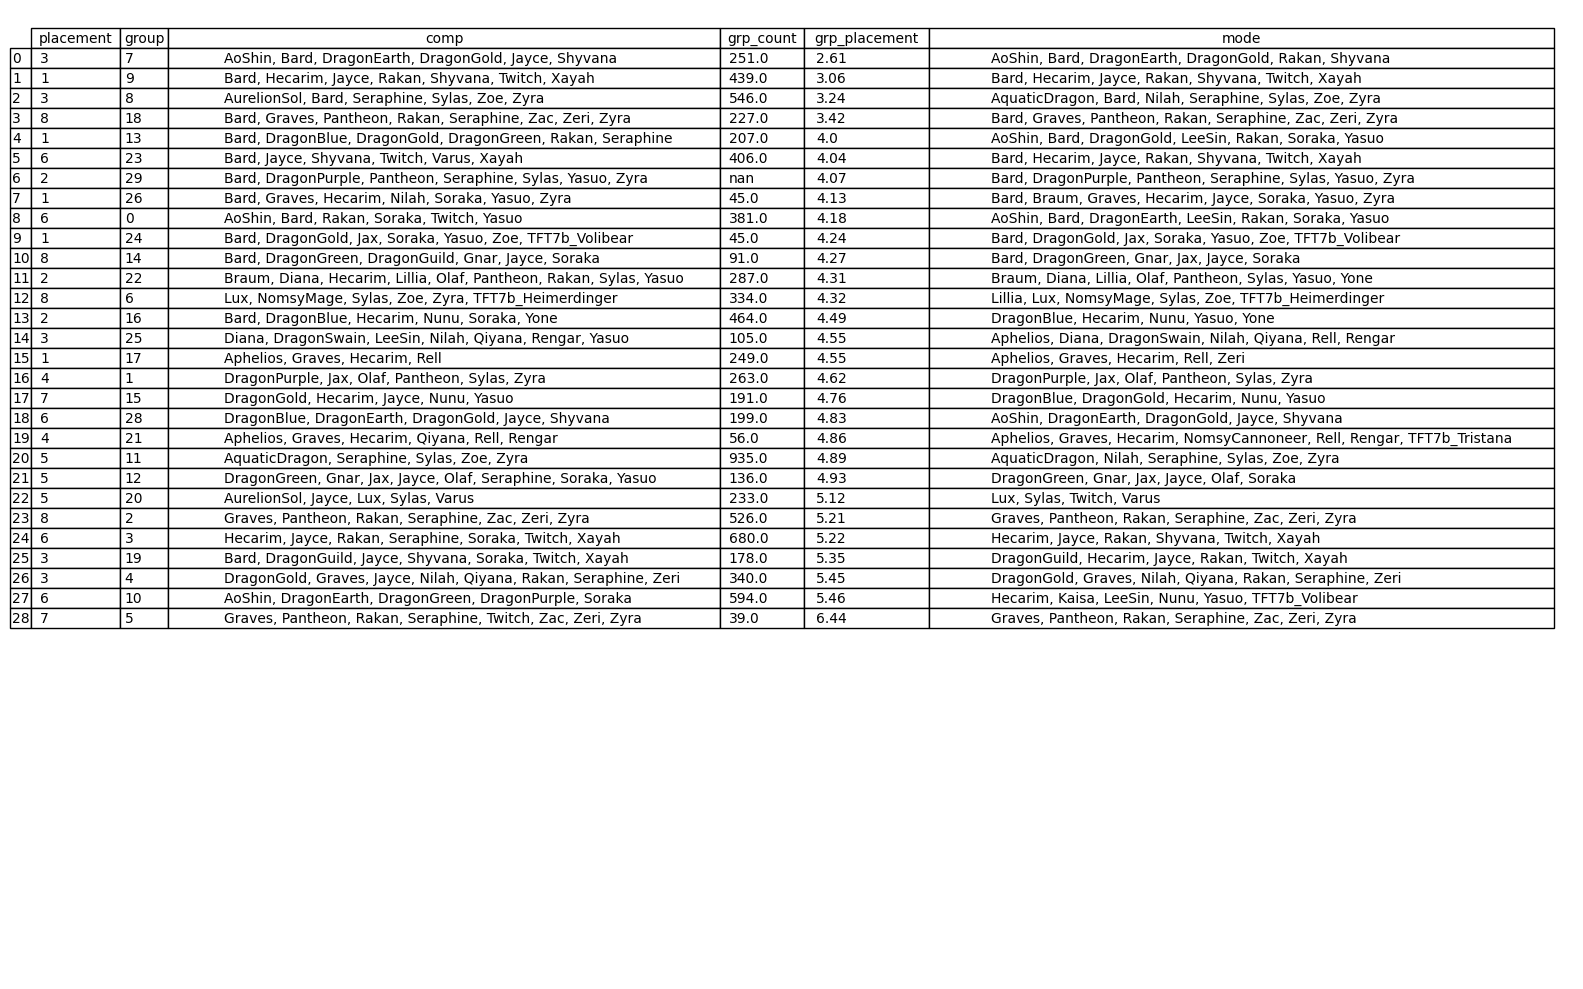 placement group comp grp_count grp_placement mode
0 3 7 AoShin, Bard, DragonEarth, DragonGold, Jayce, Shyvana 251.0 2.61 AoShin, Bard, DragonEarth, DragonGold, Rakan, Shyvana
1 1 9 Bard, Hecarim, Jayce, Rakan, Shyvana, Twitch, Xayah 439.0 3.06 Bard, Hecarim, Jayce, Rakan, Shyvana, Twitch, Xayah
2 3 8 AurelionSol, Bard, Seraphine, Sylas, Zoe, Zyra 546.0 3.24 AquaticDragon, Bard, Nilah, Seraphine, Sylas, Zoe, Zyra
3 8 18 Bard, Graves, Pantheon, Rakan, Seraphine, Zac, Zeri, Zyra 227.0 3.42 Bard, Graves, Pantheon, Rakan, Seraphine, Zac, Zeri, Zyra
4 1 13 Bard, DragonBlue, DragonGold, DragonGreen, Rakan, Seraphine 207.0 4.0 AoShin, Bard, DragonGold, LeeSin, Rakan, Soraka, Yasuo
5 6 23 Bard, Jayce, Shyvana, Twitch, Varus, Xayah 406.0 4.04 Bard, Hecarim, Jayce, Rakan, Shyvana, Twitch, Xayah
6 2 29 Bard, DragonPurple, Pantheon, Seraphine, Sylas, Yasuo, Zyra nan 4.07 Bard, DragonPurple, Pantheon, Seraphine, Sylas, Yasuo, Zyra
7 1 26 Bard, Graves, Hecarim, Nilah, Soraka, Yasuo, Zyra 45.0 4.13 Bard, Braum, Graves, Hecarim, Jayce, Soraka, Yasuo, Zyra
8 6 0 AoShin, Bard, Rakan, Soraka, Twitch, Yasuo 381.0 4.18 AoShin, Bard, DragonEarth, LeeSin, Rakan, Soraka, Yasuo
9 1 24 Bard, DragonGold, Jax, Soraka, Yasuo, Zoe, TFT7b_Volibear 45.0 4.24 Bard, DragonGold, Jax, Soraka, Yasuo, Zoe, TFT7b_Volibear
10 8 14 Bard, DragonGreen, DragonGuild, Gnar, Jayce, Soraka 91.0 4.27 Bard, DragonGreen, Gnar, Jax, Jayce, Soraka
11 2 22 Braum, Diana, Hecarim, Lillia, Olaf, Pantheon, Rakan, Sylas, Yasuo 287.0 4.31 Braum, Diana, Lillia, Olaf, Pantheon, Sylas, Yasuo, Yone
12 8 6 Lux, NomsyMage, Sylas, Zoe, Zyra, TFT7b_Heimerdinger 334.0 4.32 Lillia, Lux, NomsyMage, Sylas, Zoe, TFT7b_Heimerdinger
13 2 16 Bard, DragonBlue, Hecarim, Nunu, Soraka, Yone 464.0 4.49 DragonBlue, Hecarim, Nunu, Yasuo, Yone
14 3 25 Diana, DragonSwain, LeeSin, Nilah, Qiyana, Rengar, Yasuo 105.0 4.55 Aphelios, Diana, DragonSwain, Nilah, Qiyana, Rell, Rengar
15 1 17 Aphelios, Graves, Hecarim, Rell 249.0 4.55 Aphelios, Graves, Hecarim, Rell, Zeri
16 4 1 DragonPurple, Jax, Olaf, Pantheon, Sylas, Zyra 263.0 4.62 DragonPurple, Jax, Olaf, Pantheon, Sylas, Zyra
17 7 15 DragonGold, Hecarim, Jayce, Nunu, Yasuo 191.0 4.76 DragonBlue, DragonGold, Hecarim, Nunu, Yasuo
18 6 28 DragonBlue, DragonEarth, DragonGold, Jayce, Shyvana 199.0 4.83 AoShin, DragonEarth, DragonGold, Jayce, Shyvana
19 4 21 Aphelios, Graves, Hecarim, Qiyana, Rell, Rengar 56.0 4.86 Aphelios, Graves, Hecarim, NomsyCannoneer, Rell, Rengar, TFT7b_Tristana
20 5 11 AquaticDragon, Seraphine, Sylas, Zoe, Zyra 935.0 4.89 AquaticDragon, Nilah, Seraphine, Sylas, Zoe, Zyra
21 5 12 DragonGreen, Gnar, Jax, Jayce, Olaf, Seraphine, Soraka, Yasuo 136.0 4.93 DragonGreen, Gnar, Jax, Jayce, Olaf, Soraka
22 5 20 AurelionSol, Jayce, Lux, Sylas, Varus 233.0 5.12 Lux, Sylas, Twitch, Varus
23 8 2 Graves, Pantheon, Rakan, Seraphine, Zac, Zeri, Zyra 526.0 5.21 Graves, Pantheon, Rakan, Seraphine, Zac, Zeri, Zyra
24 6 3 Hecarim, Jayce, Rakan, Seraphine, Soraka, Twitch, Xayah 680.0 5.22 Hecarim, Jayce, Rakan, Shyvana, Twitch, Xayah
25 3 19 Bard, DragonGuild, Jayce, Shyvana, Soraka, Twitch, Xayah 178.0 5.35 DragonGuild, Hecarim, Jayce, Rakan, Twitch, Xayah
26 3 4 DragonGold, Graves, Jayce, Nilah, Qiyana, Rakan, Seraphine, Zeri 340.0 5.45 DragonGold, Graves, Nilah, Qiyana, Rakan, Seraphine, Zeri
27 6 10 AoShin, DragonEarth, DragonGreen, DragonPurple, Soraka 594.0 5.46 Hecarim, Kaisa, LeeSin, Nunu, Yasuo, TFT7b_Volibear
28 7 5 Graves, Pantheon, Rakan, Seraphine, Twitch, Zac, Zeri, Zyra 39.0 6.44 Graves, Pantheon, Rakan, Seraphine, Zac, Zeri, Zyra